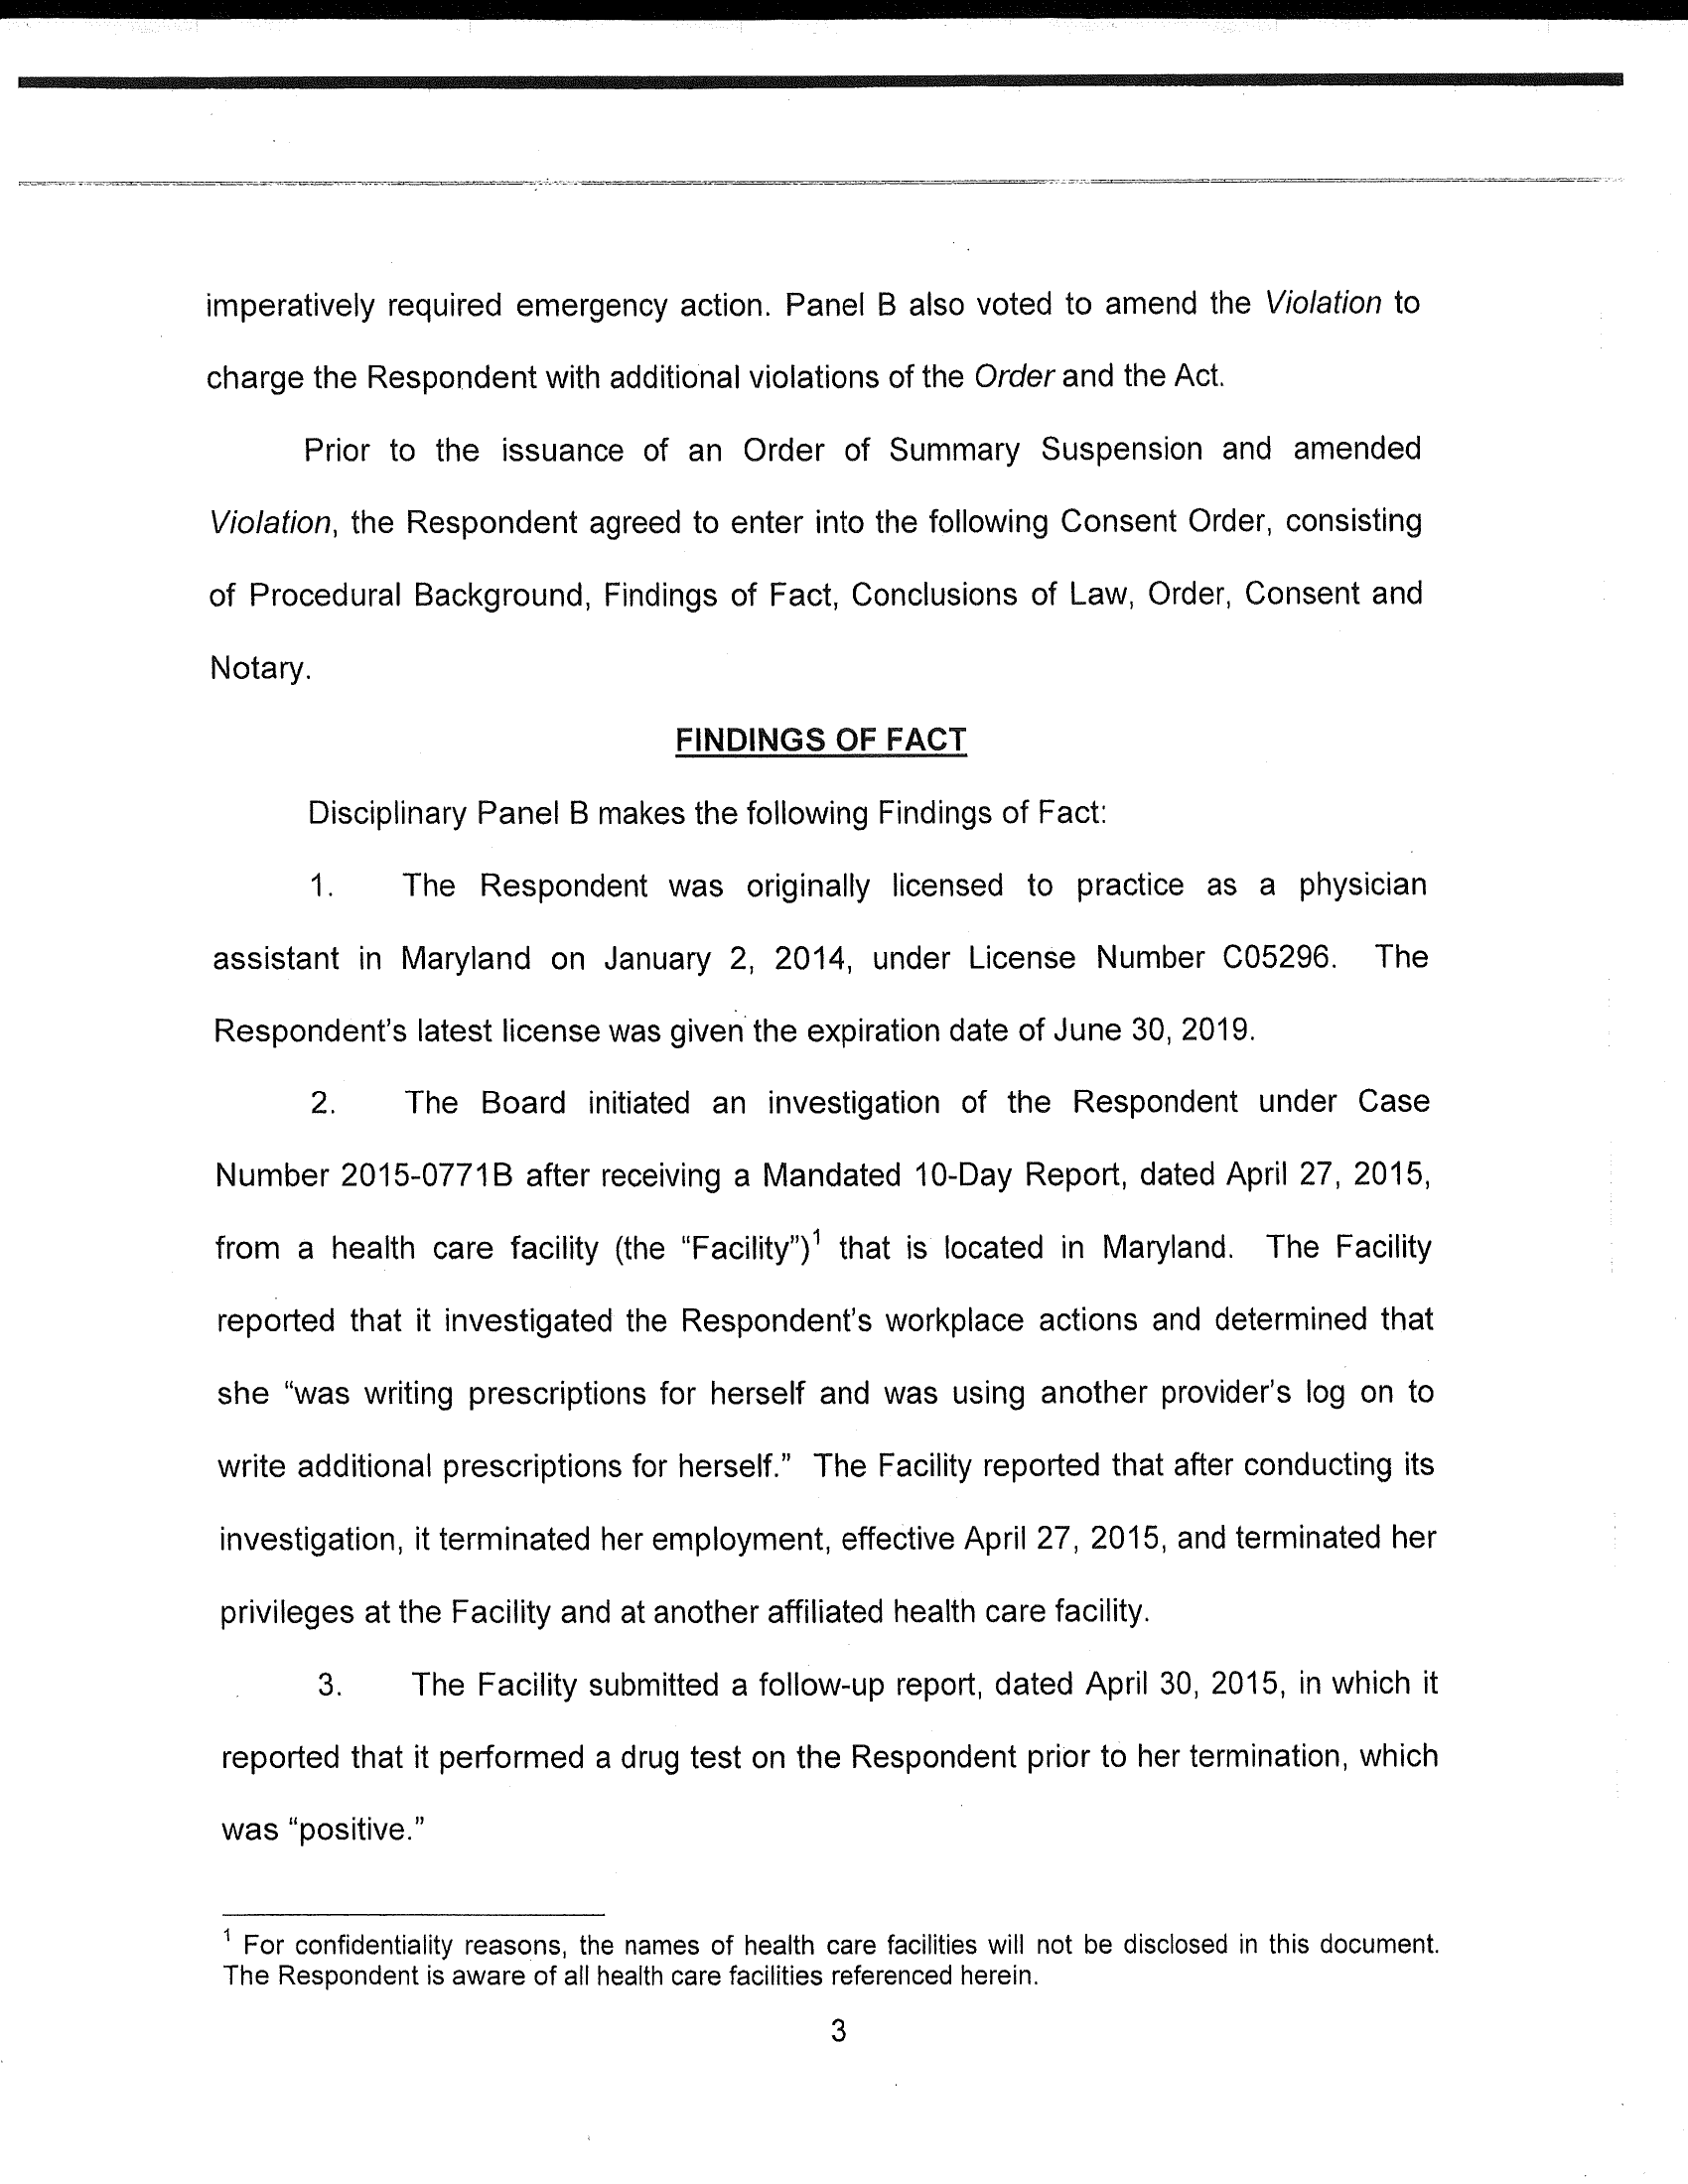 imperatively required emergency action. Panel B also voted to amend the Violation to
charge the Respondent with additional violations of the Order and the Act.
Prior to the issuance of an Order of Summary Suspension and amended
Violation, the Respondent agreed to enter into the following Consent Order, consisting
of Procedural Background, Findings of Fact, Conclusions of Law, Order, Consent and
Notary.
FINDINGS OF FACT
Disciplinary Panel B makes the following Findings of Fact:
1. The Respondent was originally licensed to practice as a physician
assistant in Maryland on January 2, 2014, under License Number C05296. The
Respondent's latest license was given the expiration date of June 30, 2019.
2. The Board initiated an investigation of the Respondent under Case
Number 2015-0771B after receiving a Mandated 10-Day Report, dated April 27, 2015,
from a health care facility (the "Facility")¹ that is located in Maryland. The Facility
reported that it investigated the Respondent's workplace actions and determined that
she "was writing prescriptions for herself and was using another provider's log on to
write additional prescriptions for herself." The Facility reported that after conducting its
investigation, it terminated her employment, effective April 27, 2015, and terminated her
privileges at the Facility and at another affiliated health care facility.
3. The Facility submitted a follow-up report, dated April 30, 2015, in which it
reported that it performed a drug test on the Respondent prior to her termination, which
was "positive."
¹ For confidentiality reasons, the names of health care facilities will not be disclosed in this document.
The Respondent is aware of all health care facilities referenced herein.
3